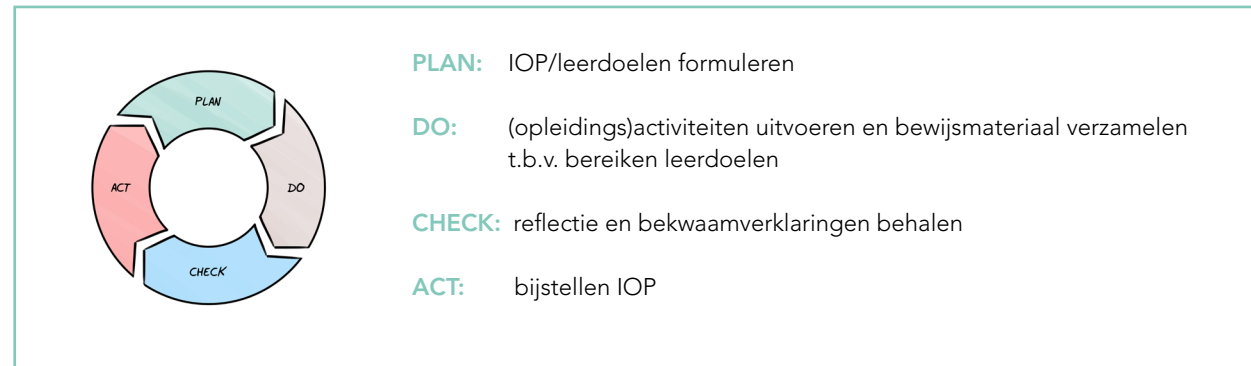 PLAN
DO
CHECK
ACT
PLAN: IOP/leerdoelen formuleren
DO: (opleidings)activiteiten uitvoeren en bewijsmateriaal verzamelen
t.b.v. bereiken leerdoelen
CHECK: reflectie en bekwaamverklaringen behalen
ACT: bijstellen IOP